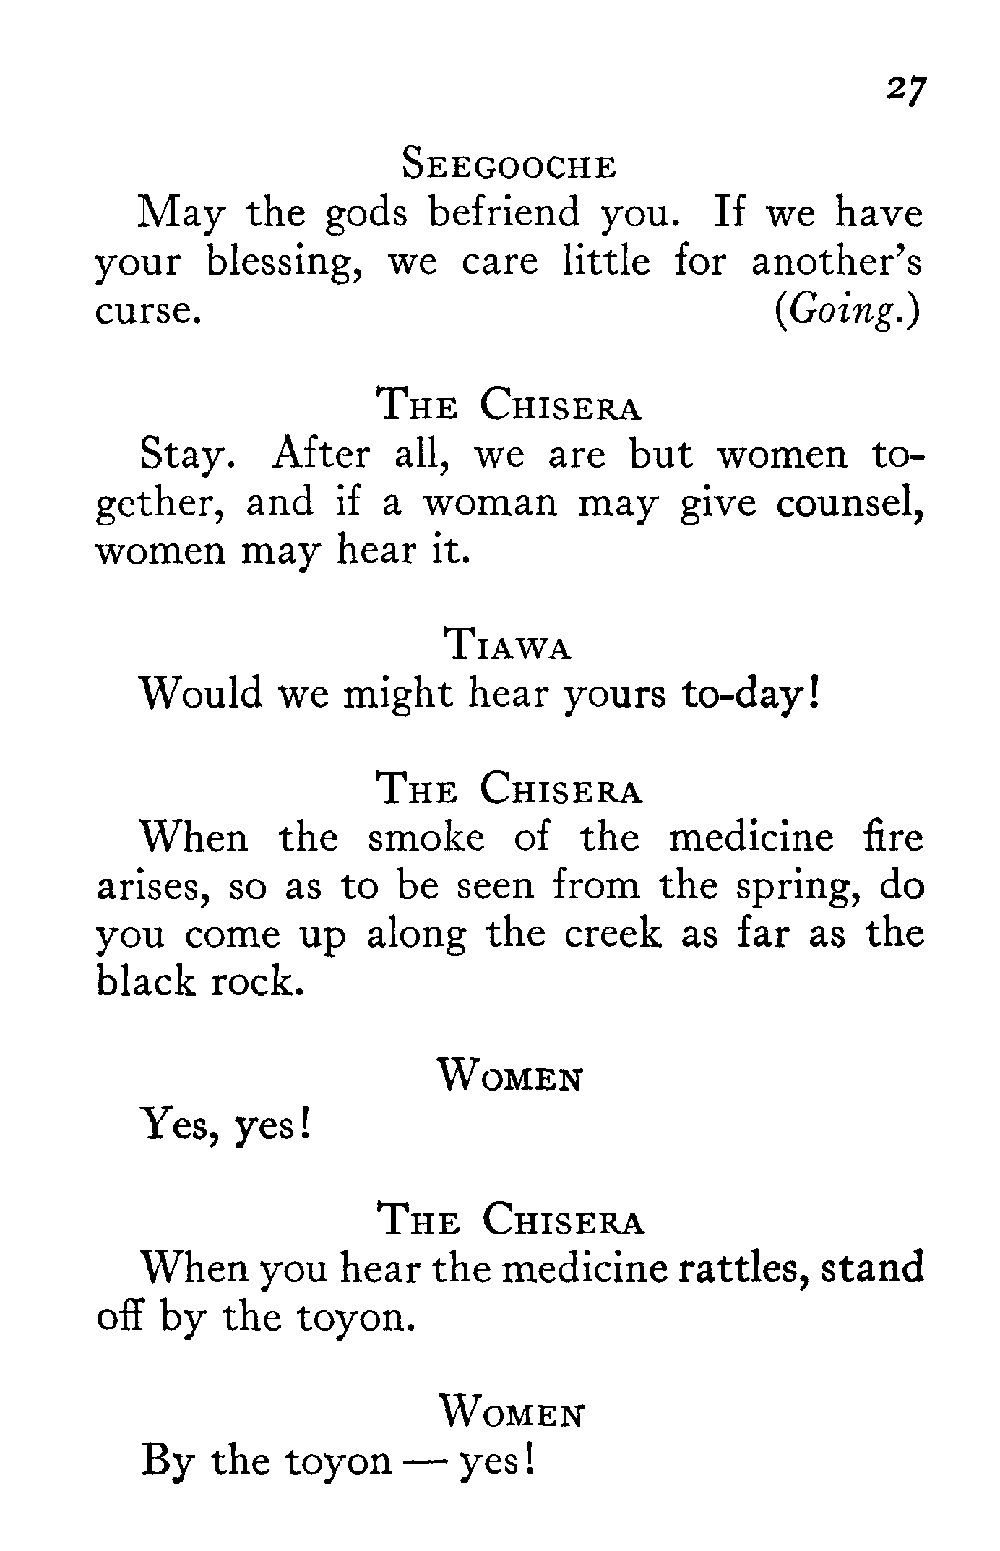 27
SEEGOOCHE
May the gods befriend you. If we have
your blessing, we care little for another's
curse. (Going.)
THE CHISERA
Stay. After all, we are but women to-
gether, and if a woman may give counsel,
women may hear it.
TIAWA
Would we might hear yours to-day!
THE CHISERA
When the smoke of the medicine fire
arises, so as to be seen from the spring, do
you come up along the creek as far as the
black rock.
WOMEN
Yes, yes!
THE CHISERA
When you hear the medicine rattles, stand
off by the toyon.
WOMEN
By the toyon — yes!